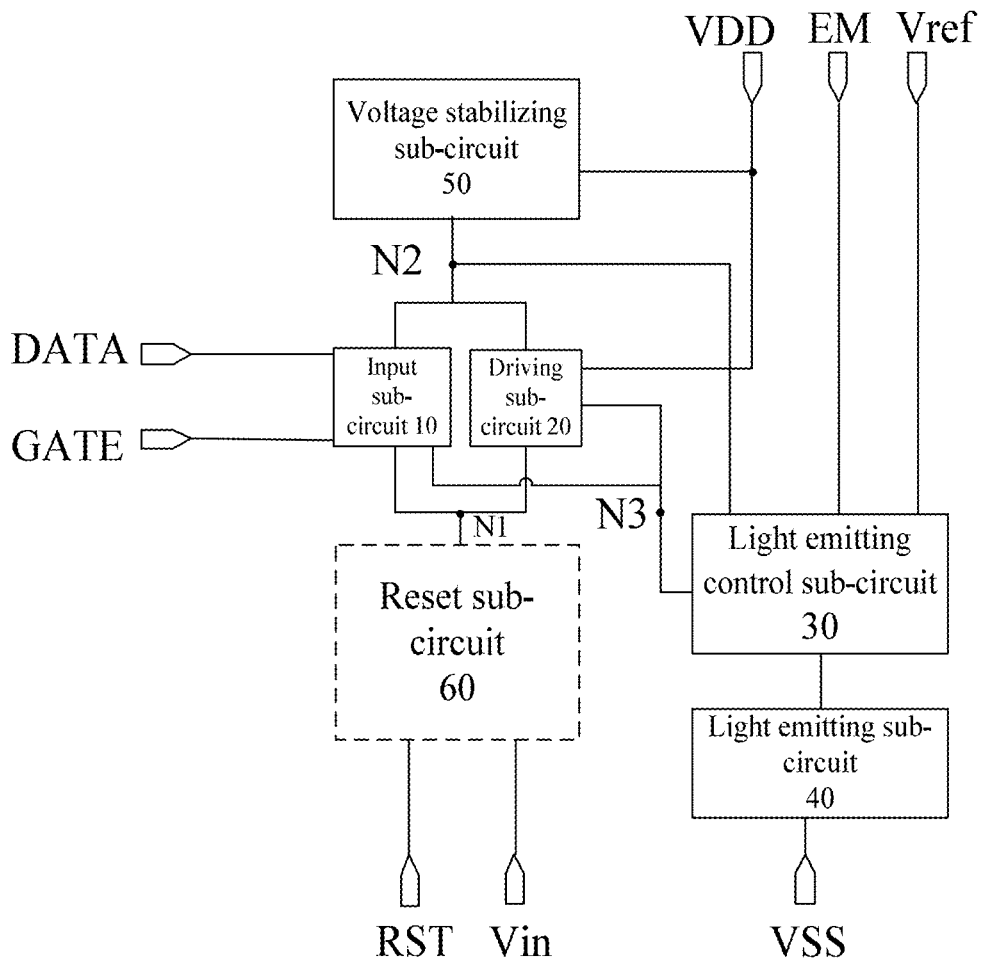 VDD EM Vref
Voltage stabilizing
sub-circuit
50
N2
DATA
Input
sub-
circuit 10
Driving
sub-
circuit 20
GATE
N1
N3
Light emitting
control sub-circuit
30
Reset sub-
circuit
60
Light emitting sub-
circuit
40
RST Vin VSS